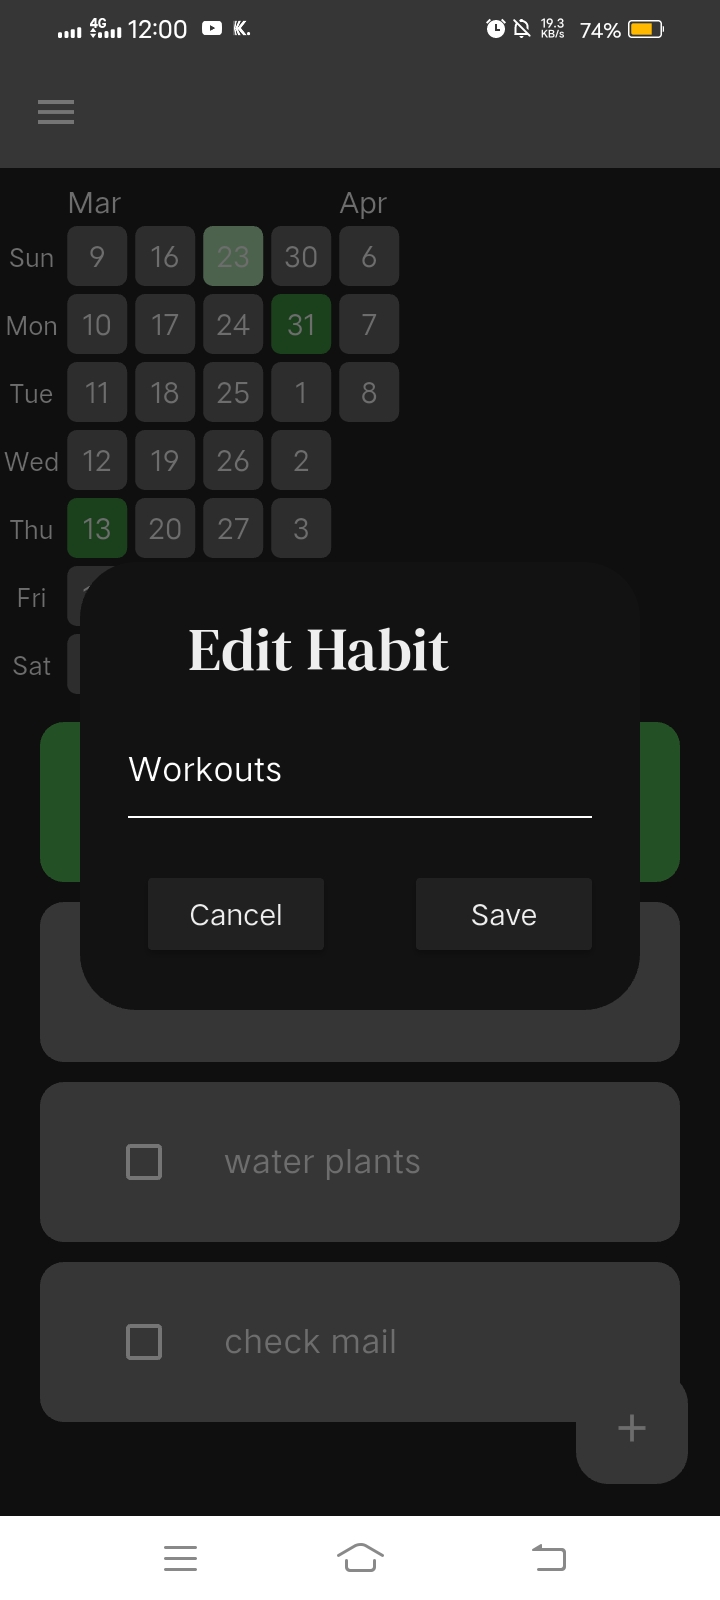 4G 12:00 K. 19.3 KB/s 74%
Mar Apr
Sun 9 16 23 30 6
Mon 10 17 24 31 7
Tue 11 18 25 1 8
Wed 12 19 26 2
Thu 13 20 27 3
Fri
Sat
Edit Habit
Workouts
Cancel Save
water plants
check mail
+